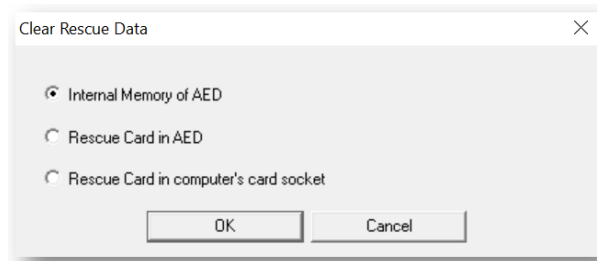 Clear Rescue Data
Internal Memory of AED
Rescue Card in AED
Rescue Card in computer's card socket
OK Cancel